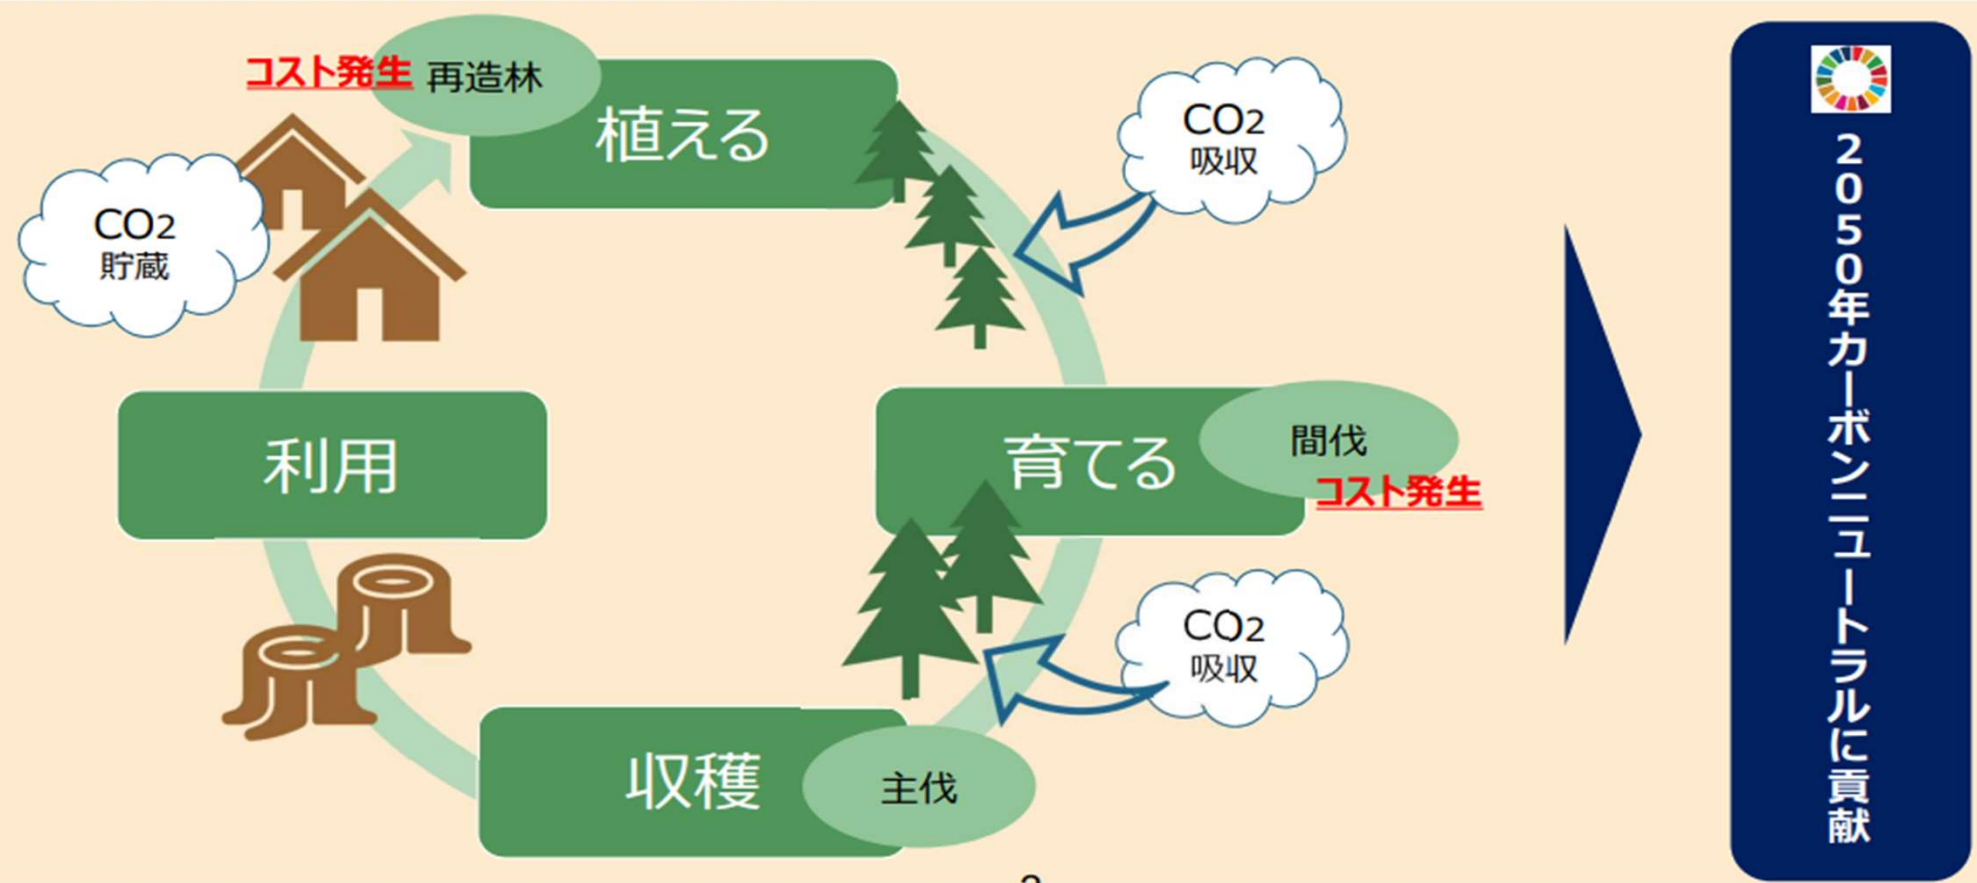 コスト発生
再造林
植える
CO2
吸収
CO2
貯蔵
利用
育てる
間伐
コスト発生
CO2
吸収
収穫
主伐
2050年カーボンニュートラルに貢献